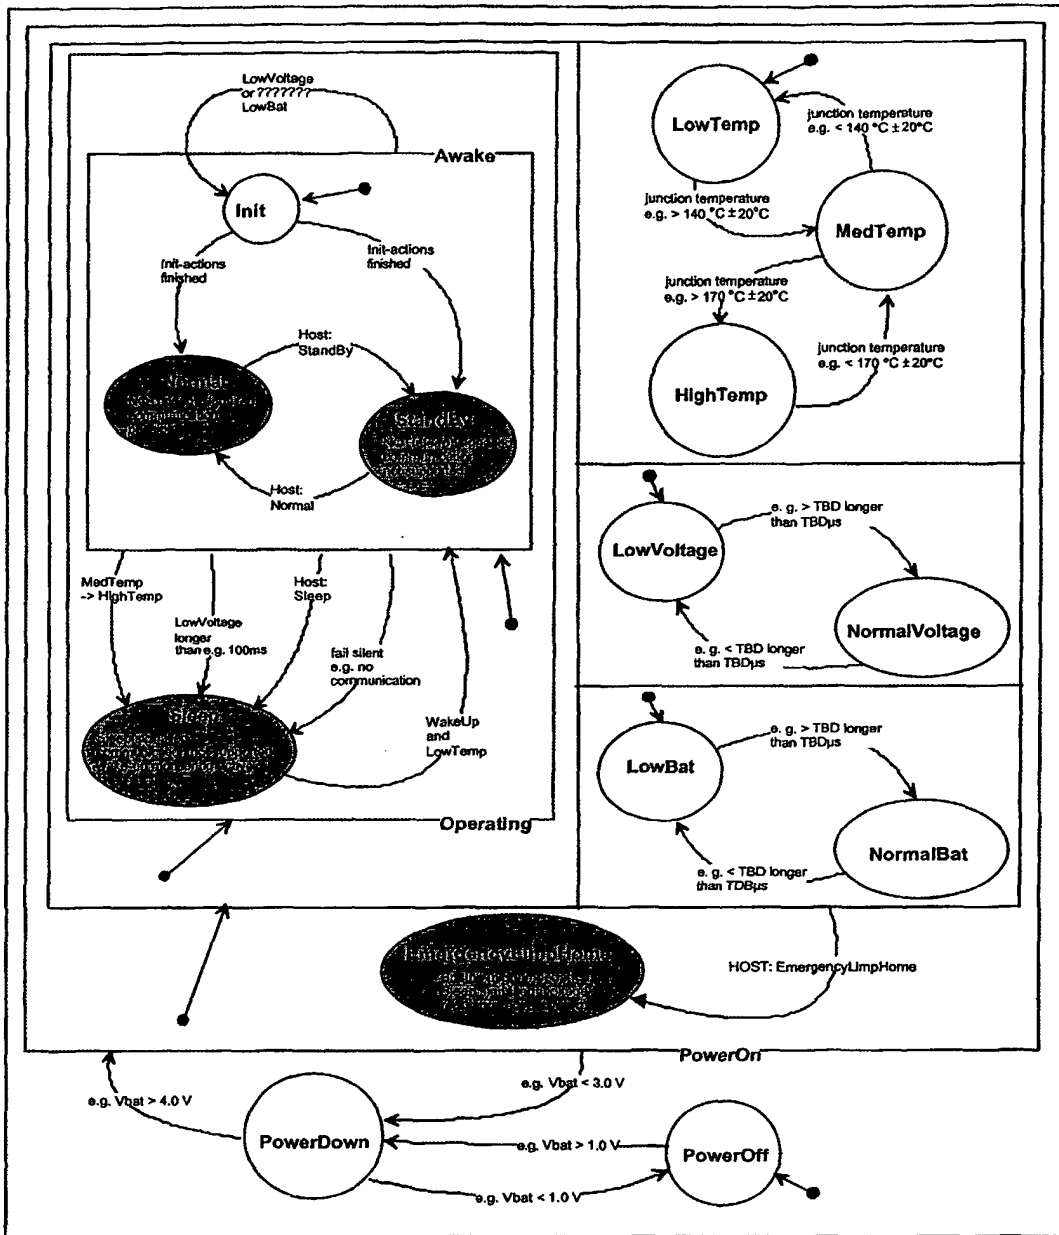 LowVoltage
or ???????
LowBat
Awake
Init
Init-actions
finished
Init-actions
finished
Host:
StandBy
Normal
StandBy
Host:
Normal
MedTemp
-> HighTemp
LowVoltage
longer
than e.g. 100ms
Host:
Sleep
fail silent
e.g. no
communication
WakeUp
and
LowTemp
Sleep
Operating
LowTemp
junction temperature
e.g. < 140 °C ±20°C
junction temperature
e.g. > 140 °C ±20°C
MedTemp
junction temperature
e.g. > 170 °C ±20°C
junction temperature
e.g. < 170 °C ±20°C
HighTemp
LowVoltage
e. g. > TBD longer
than TBDµs
NormalVoltage
e. g. < TBD longer
than TBDµs
LowBat
e. g. > TBD longer
than TBDµs
NormalBat
e. g. < TBD longer
than TDBµs
EmergencyLimpHome
HOST: EmergencyLimpHome
PowerOn
e.g. Vbat > 4.0 V
e.g. Vbat < 3.0 V
PowerDown
e.g. Vbat > 1.0 V
PowerOff
e.g. Vbat < 1.0 V